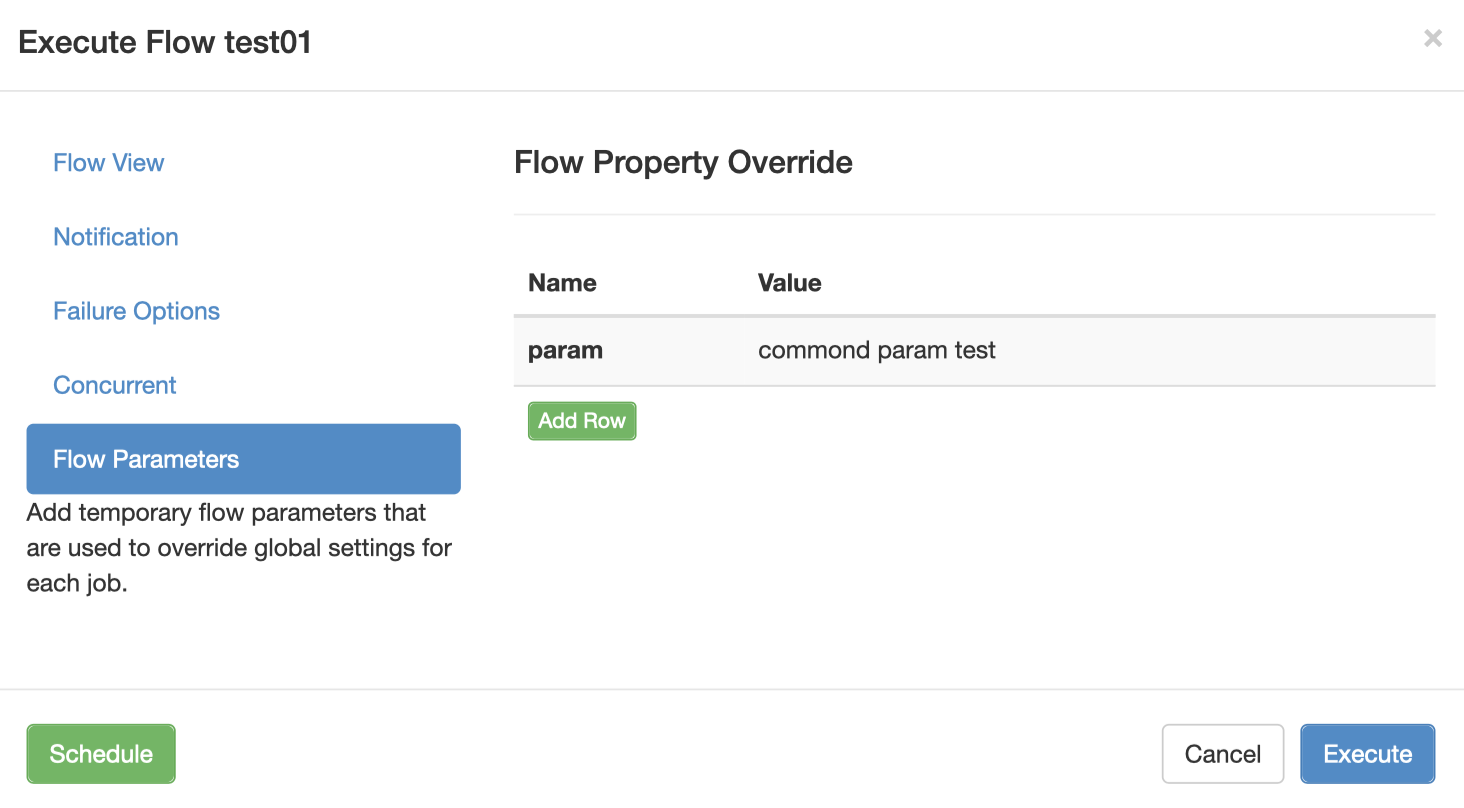 Execute Flow test01
×
Flow View
Notification
Failure Options
Concurrent
Flow Parameters
Add temporary flow parameters that
are used to override global settings for
each job.
Flow Property Override
Name Value
param commond param test
Add Row
Schedule
Cancel Execute